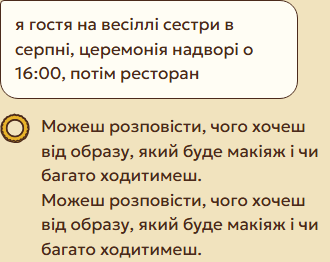 я гостя на весіллі сестри в
серпні, церемонія надворі о
16:00, потім ресторан
Можеш розповісти, чого хочеш
від образу, який буде макіяж і чи
багато ходитимеш.
Можеш розповісти, чого хочеш
від образу, який буде макіяж і чи
багато ходитимеш.